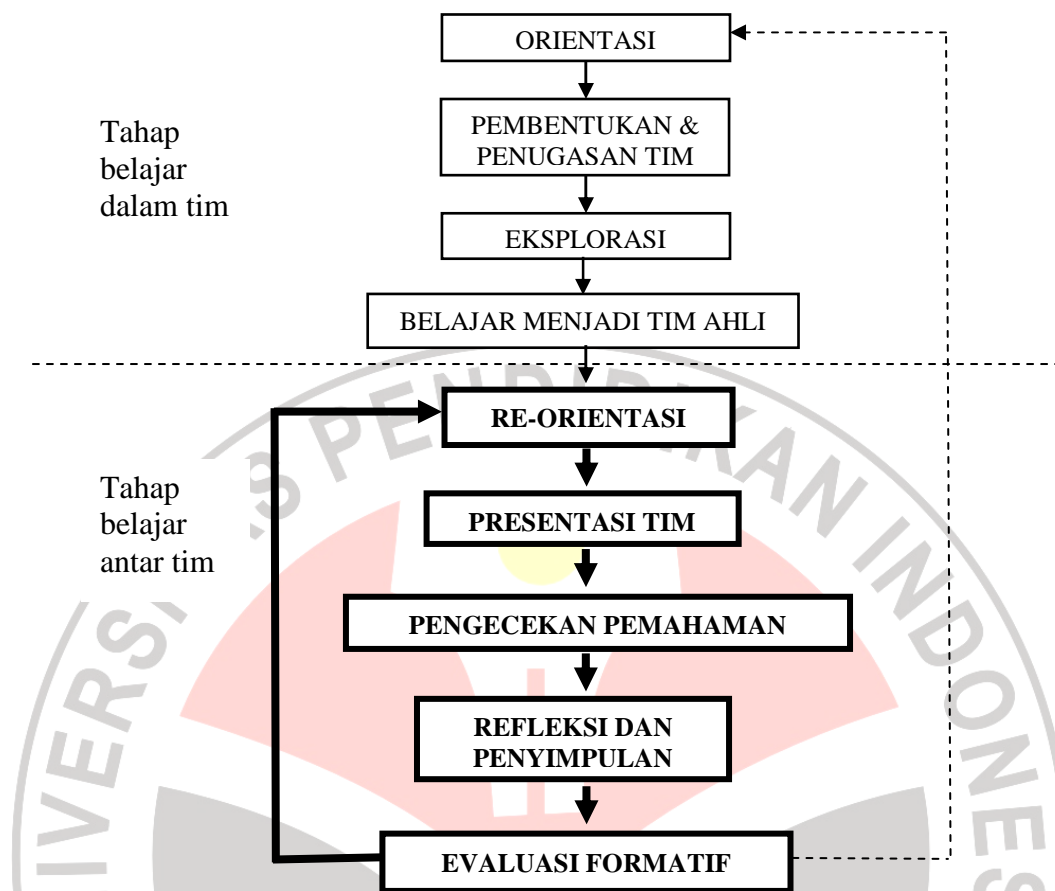 ORIENTASI
Tahap
belajar
dalam tim
PEMBENTUKAN &
PENUGASAN TIM
EKSPLORASI
BELAJAR MENJADI TIM AHLI
RE-ORIENTASI
Tahap
belajar
antar tim
PRESENTASI TIM
PENGECEKAN PEMAHAMAN
REFLEKSI DAN
PENYIMPULAN
EVALUASI FORMATIF